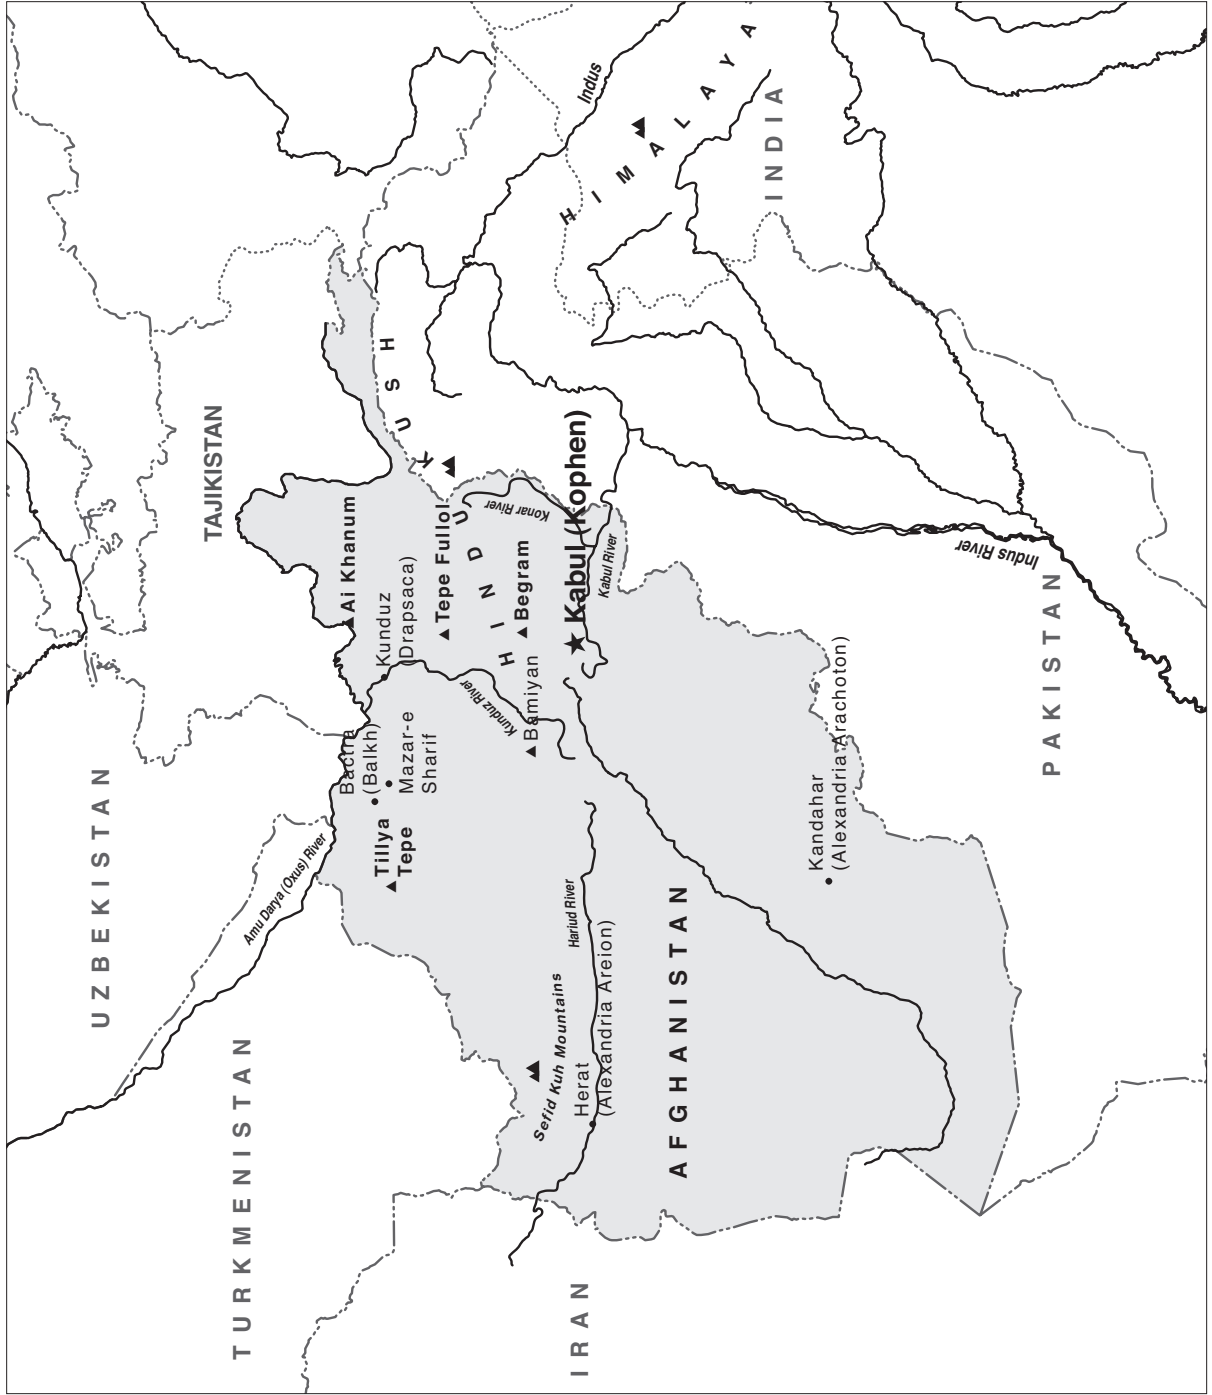 UZBEKISTAN
TAJIKISTAN
TURKMENISTAN
Amu Darya (Oxus) River
Ai Khanum
Kunduz
(Drapsaca)
Bactra
(Balkh)
Mazar-e
Sharif
Tillya
Tepe
Tepe Fullol
HINDU KUSH
Konar River
Kunduz River
Begram
Bamiyan
Kabul (Kophen)
Kabul River
Indus
HIMALAYA
INDIA
Sefid Kuh Mountains
Hariud River
Herat
(Alexandria Areion)
AFGHANISTAN
IRAN
Kandahar
(Alexandria Arachoton)
Indus River
PAKISTAN